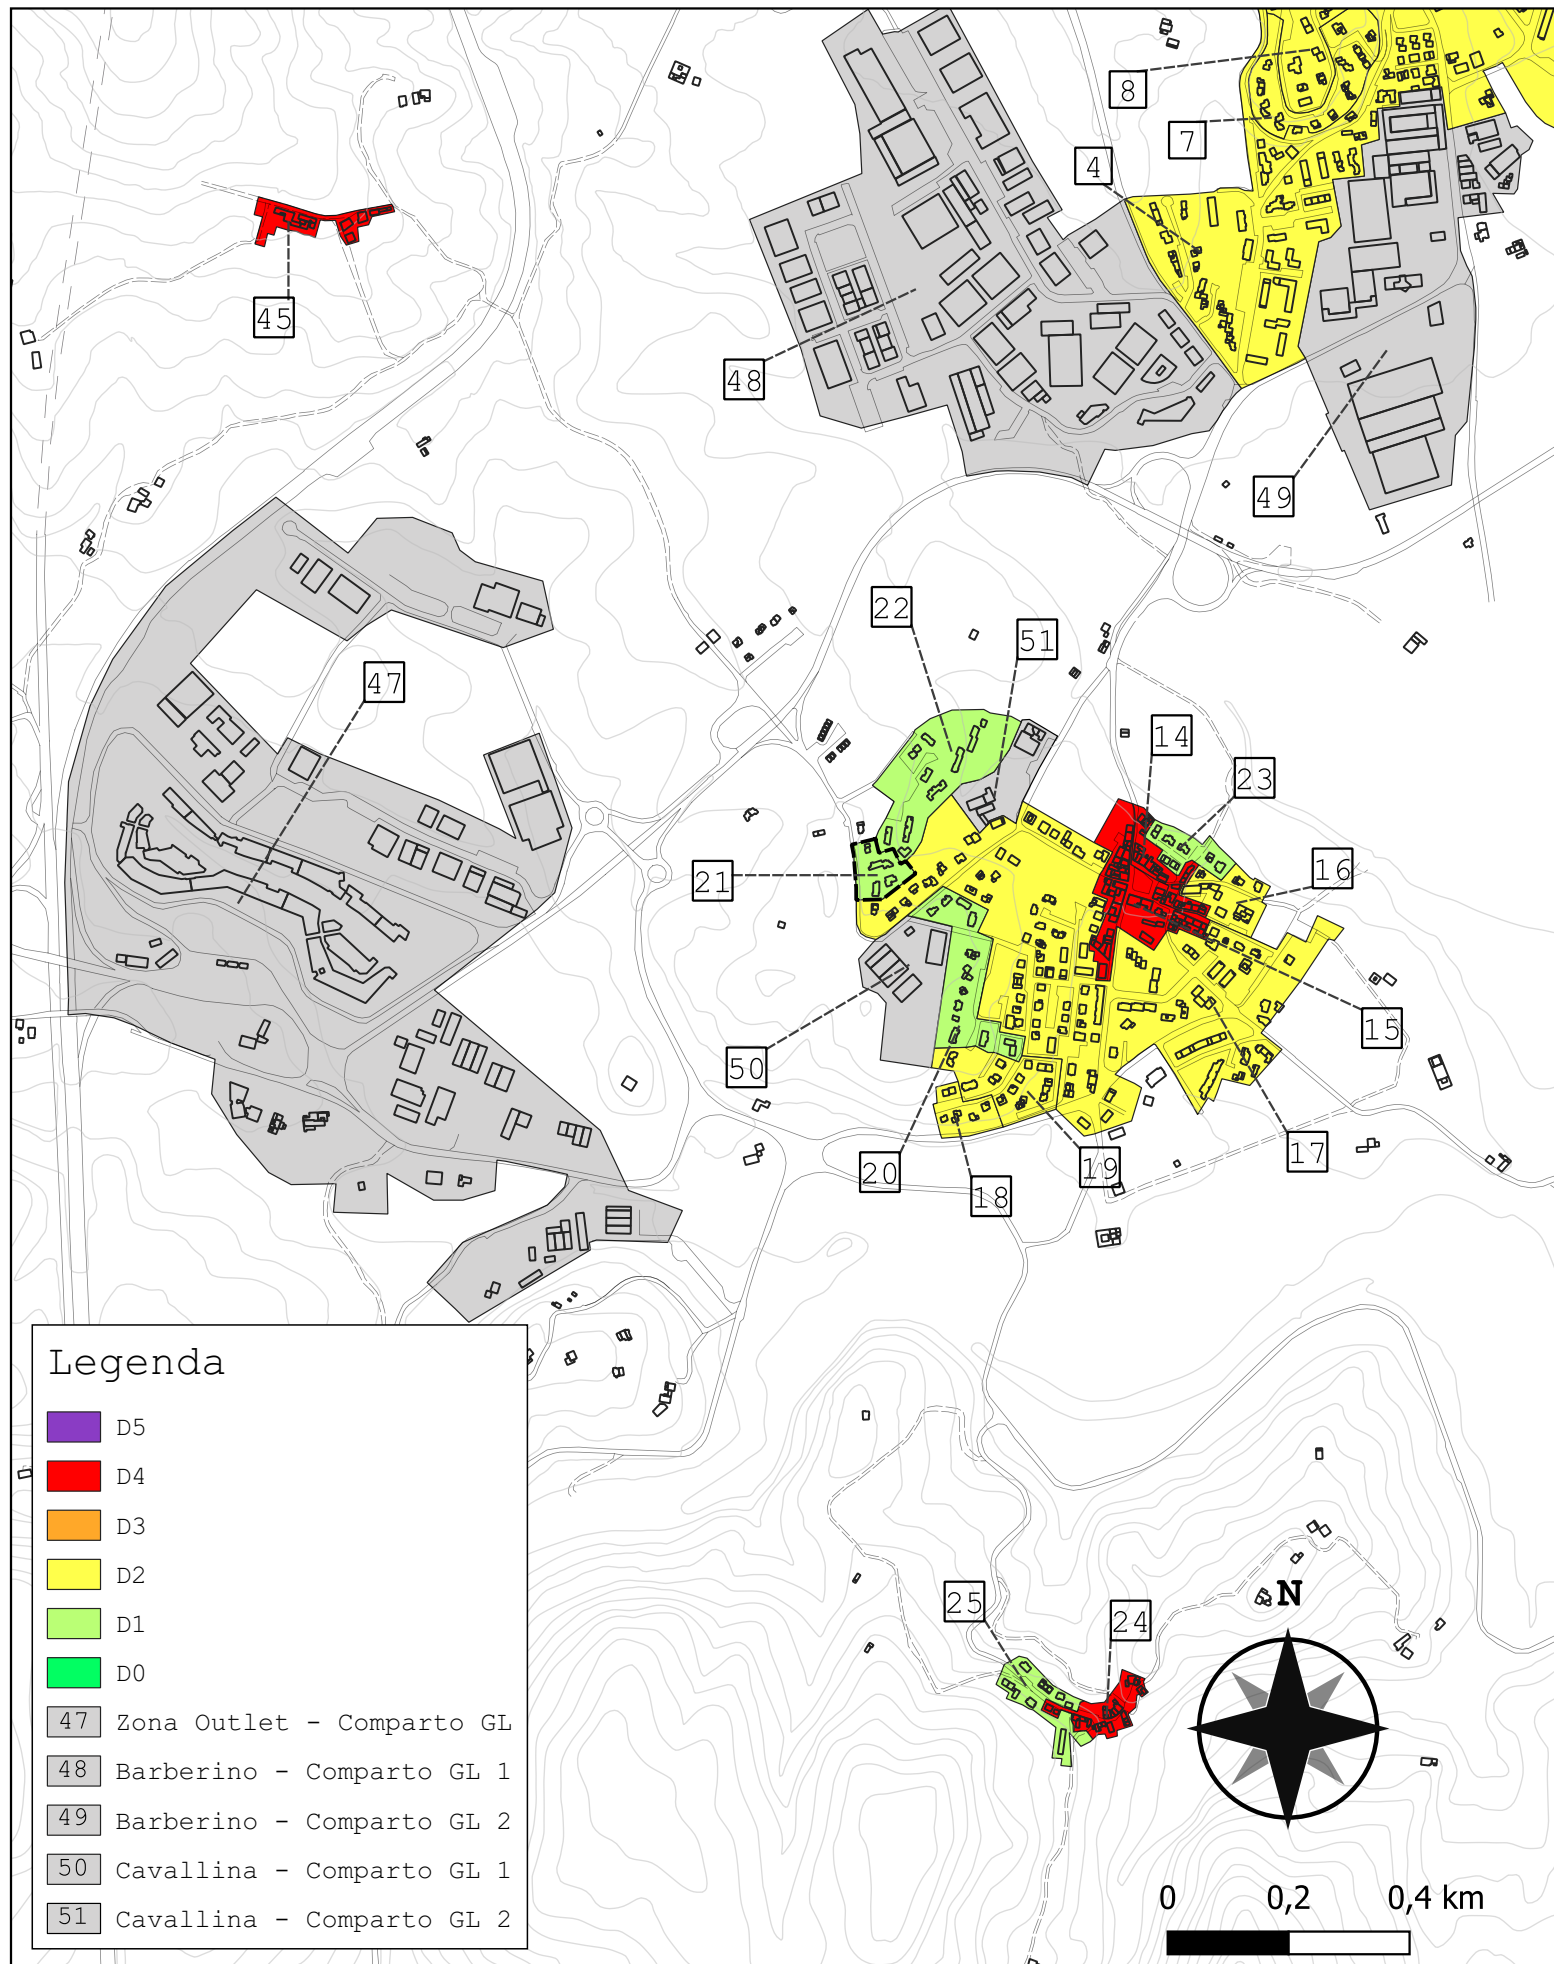 8
7
4
45
48
49
22
51
47
14
23
21
16
15
50
17
20
19
18
25
24
N
Legenda
D5
D4
D3
D2
D1
D0
47 Zona Outlet - Comparto GL
48 Barberino - Comparto GL 1
49 Barberino - Comparto GL 2
50 Cavallina - Comparto GL 1
51 Cavallina - Comparto GL 2
0 0,2 0,4 km